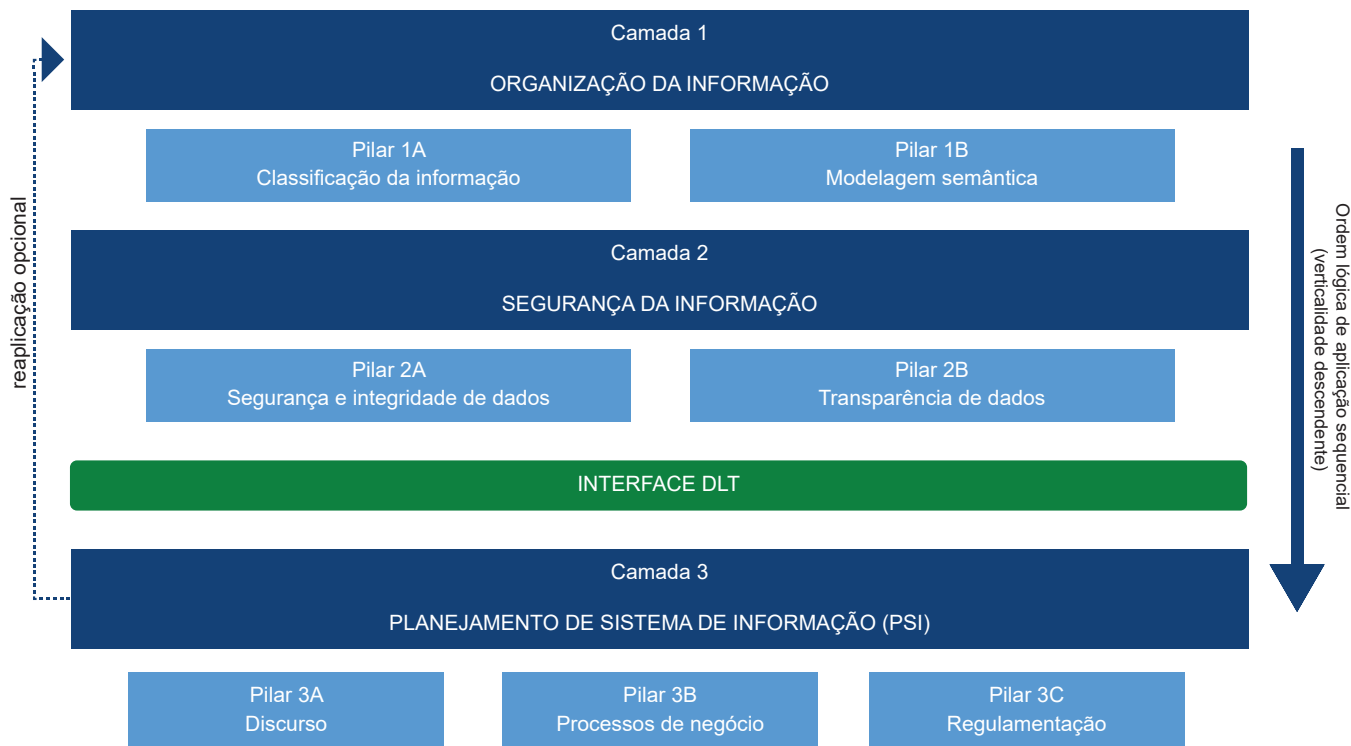 Camada 1
ORGANIZAÇÃO DA INFORMAÇÃO
Pilar 1A
Classificação da informação
Pilar 1B
Modelagem semântica
Camada 2
SEGURANÇA DA INFORMAÇÃO
Pilar 2A
Segurança e integridade de dados
Pilar 2B
Transparência de dados
INTERFACE DLT
Camada 3
PLANEJAMENTO DE SISTEMA DE INFORMAÇÃO (PSI)
Pilar 3A
Discurso
Pilar 3B
Processos de negócio
Pilar 3C
Regulamentação
reaplicação opcional
Ordem lógica de aplicação sequencial
(verticalidade descendente)